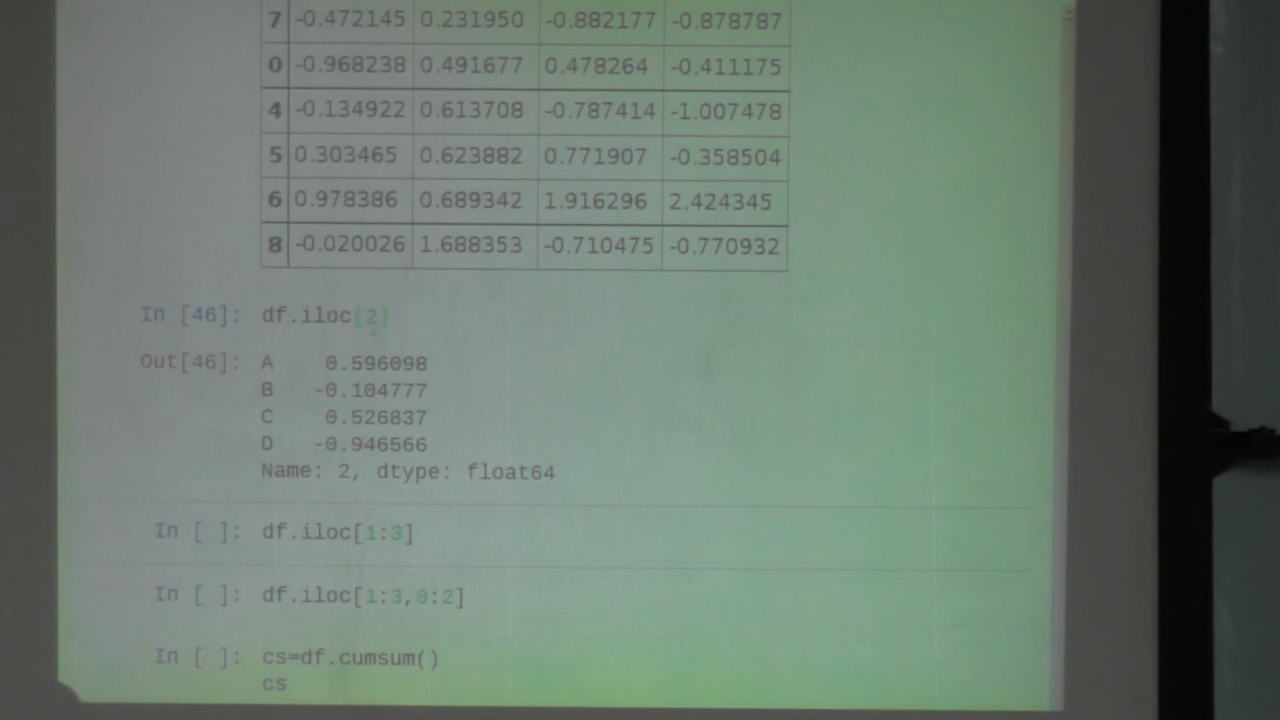 7 -0.472145 0.231950 -0.882177 -0.878787
0 -0.968238 0.491677 0.478264 -0.411175
4 -0.134922 0.613708 -0.787414 -1.007478
5 0.303465 0.623882 0.771907 -0.358504
6 0.978386 0.689342 1.916296 2.424345
8 -0.020026 1.688353 -0.710475 -0.770932
In [46]: df.iloc[2]
Out[46]: A 0.596098
B -0.104777
C 0.526837
D -0.946566
Name: 2, dtype: float64
In [ ]: df.iloc[1:3]
In [ ]: df.iloc[1:3,0:2]
In [ ]: cs=df.cumsum()
cs